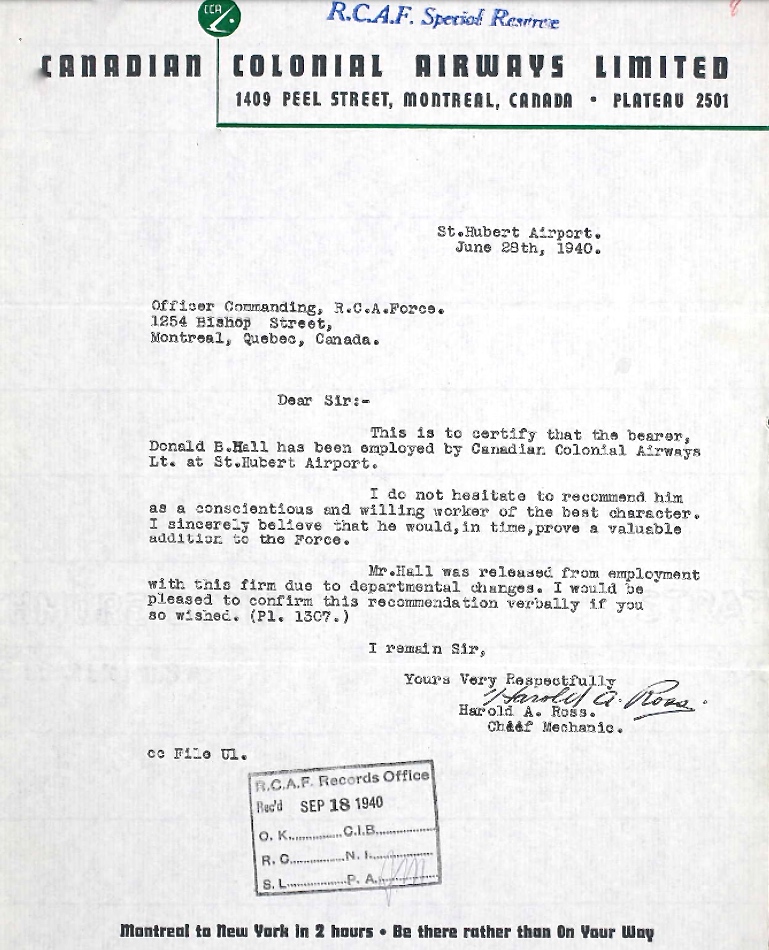 CCA
R.C.A.F. Special Reserve
CANADIAN COLONIAL AIRWAYS LIMITED
1409 PEEL STREET, MONTREAL, CANADA • PLATEAU 2501
St.Hubert Airport.
June 28th, 1940.
Officer Commanding, R.C.A.Force.
1254 Bishop Street,
Montreal, Quebec, Canada.
Dear Sir:-
This is to certify that the bearer,
Donald B.Hall has been employed by Canadian Colonial Airways
Lt. at St.Hubert Airport.
I do not hesitate to recommend him
as a conscientious and willing worker of the best character.
I sincerely believe that he would,in time,prove a valuable
addition to the Force.
Mr.Hall was released from employment
with this firm due to departmental changes. I would be
pleased to confirm this recommendation verbally if you
so wished. (Pl. 1307.)
I remain Sir,
Yours Very Respectfully
Harold A. Ross.
Harold A. Ross.
Chief Mechanic.
cc File U1.
R.C.A.F. Records Office
Rec'd SEP 18 1940
O. K...............C.I.B...............
R. C...............N. I...............
S. L...............P. A...............
Montreal to New York in 2 hours • Be there rather than On Your Way